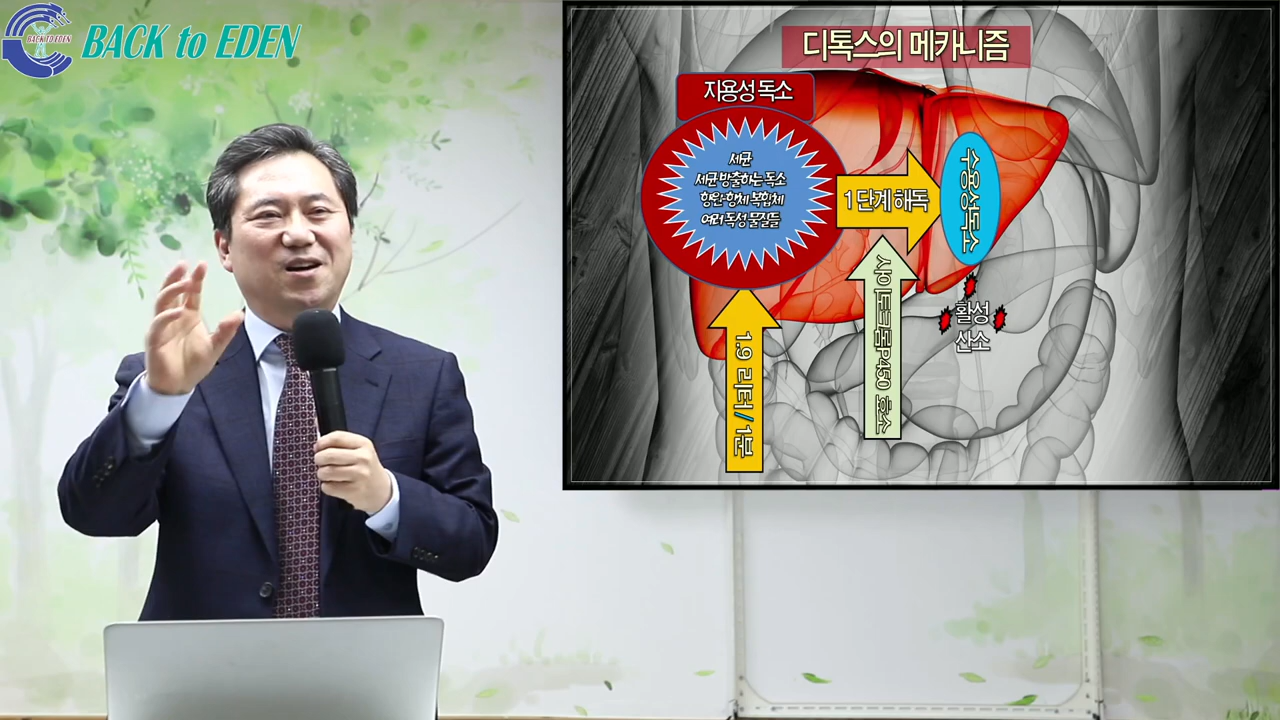 BACK TO EDEN
BACK to EDEN
디톡스의 메카니즘
지용성 독소
세균
세균 방출하는 독소
항원-항체 복합체
여러 독성 물질들
1단계 해독
수용성독소
사이토크롬P450 효소
활성
산소
1.9 리터/1분